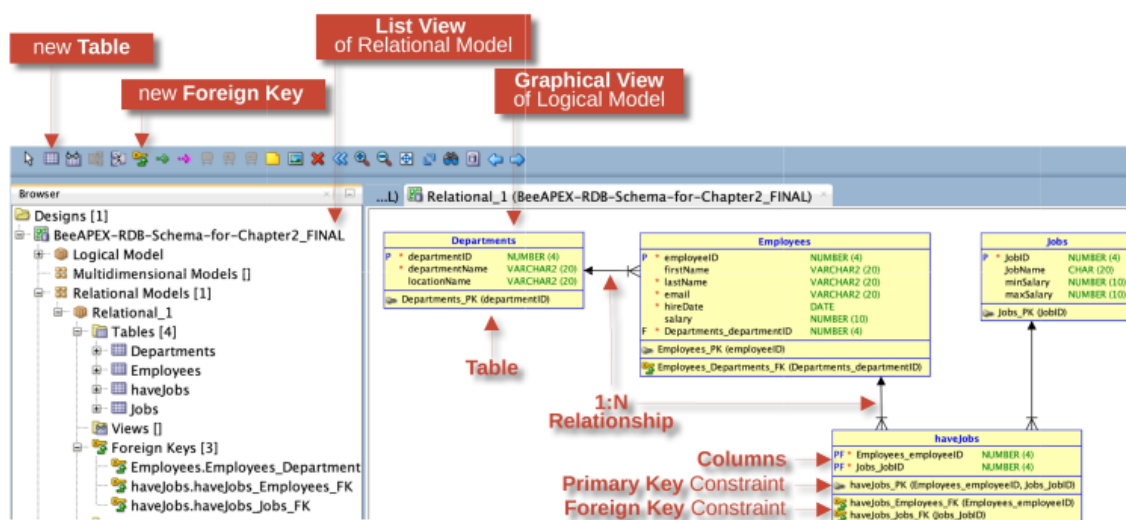 new Table
List View
of Relational Model
new Foreign Key
Graphical View
of Logical Model
Browser
...L) Relational_1 (BeeAPEX-RDB-Schema-for-Chapter2_FINAL)
Designs [1]
BeeAPEX-RDB-Schema-for-Chapter2_FINAL
Logical Model
Multidimensional Models []
Relational Models [1]
Relational_1
Tables [4]
Departments
Employees
haveJobs
Jobs
Views []
Foreign Keys [3]
Employees.Employees_Department
haveJobs.haveJobs_Employees_FK
haveJobs.haveJobs_Jobs_FK
Departments
P * departmentID NUMBER (4)
* departmentName VARCHAR2 (20)
locationName VARCHAR2 (20)
Departments_PK (departmentID)
Employees
P * employeeID NUMBER (4)
firstName VARCHAR2 (20)
* lastName VARCHAR2 (20)
* email VARCHAR2 (20)
* hireDate DATE
salary NUMBER (10)
F * Departments_departmentID NUMBER (4)
Employees_PK (employeeID)
Employees_Departments_FK (Departments_departmentID)
Jobs
P * JobID NUMBER (4)
JobName CHAR (20)
minSalary NUMBER (10)
maxSalary NUMBER (10)
Jobs_PK (JobID)
Table
1:N
Relationship
haveJobs
Columns
PF * Employees_employeeID NUMBER (4)
PF * Jobs_JobID NUMBER (4)
Primary Key Constraint
haveJobs_PK (Employees_employeeID, Jobs_JobID)
Foreign Key Constraint
haveJobs_Employees_FK (Employees_employeeID)
haveJobs_Jobs_FK (Jobs_JobID)